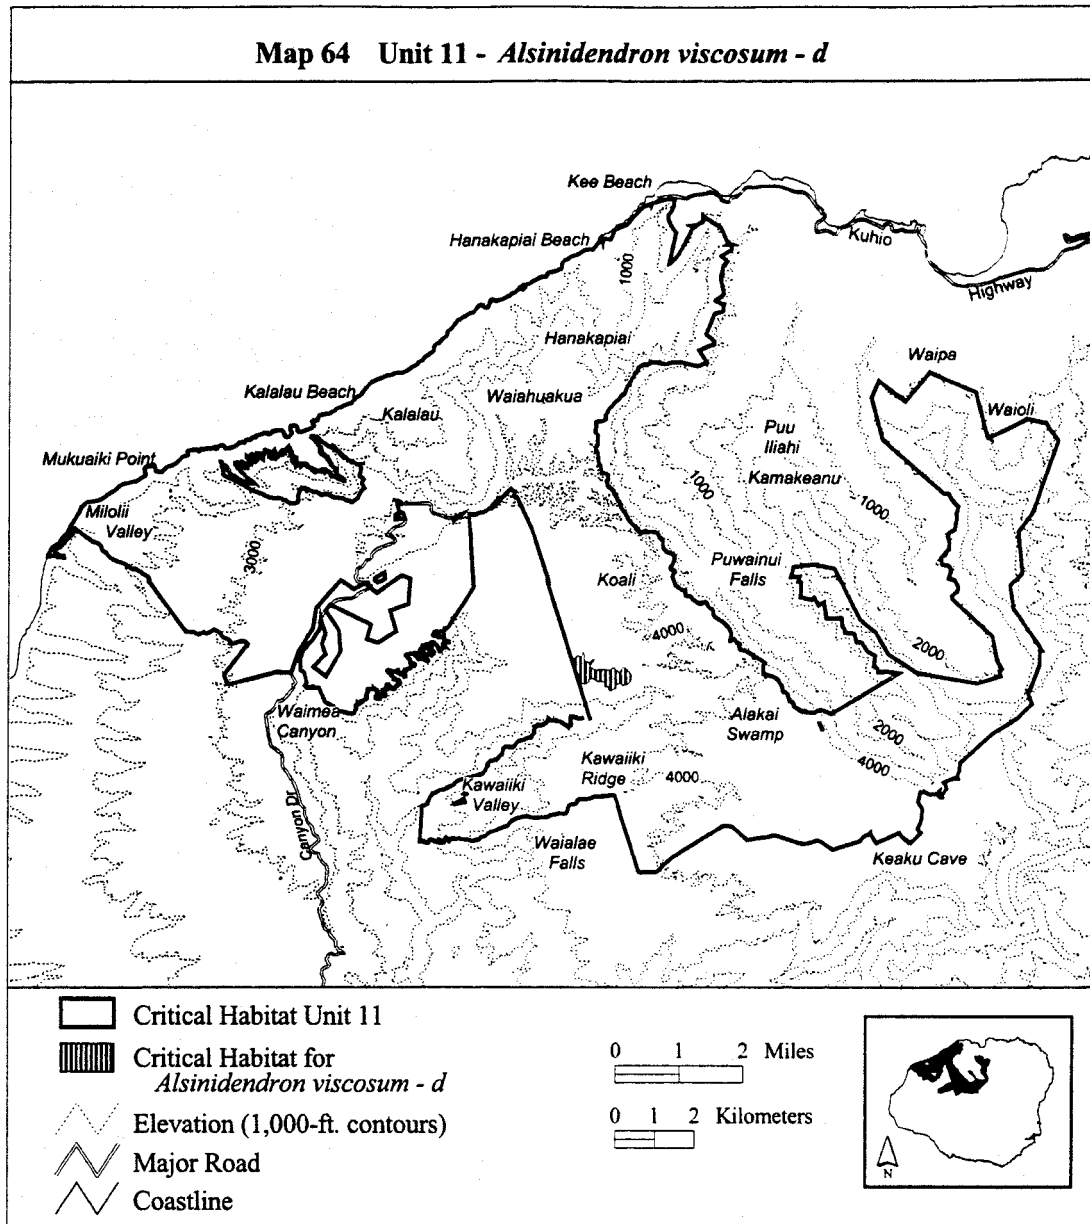 Map 64 Unit 11 - Alsinidendron viscosum - d
Kee Beach
Hanakapiai Beach
Kuhio
Highway
1000
Hanakapiai
Waipa
Kalalau Beach
Kalalau
Waiahuakua
Waioli
Mukuaiki Point
Puu
Iliahi
Kamakeanu
1000
1000
Milolii
Valley
3000
Koali
Puwainui
Falls
4000
2000
Waimea
Canyon
Alakai
Swamp
2000
4000
Kawaiiki
Ridge
4000
Kawaiiki
Valley
Canyon Dr
Waialae
Falls
Keaku Cave
Critical Habitat Unit 11
Critical Habitat for
Alsinidendron viscosum - d
Elevation (1,000-ft. contours)
Major Road
Coastline
0 1 2 Miles
0 1 2 Kilometers
N